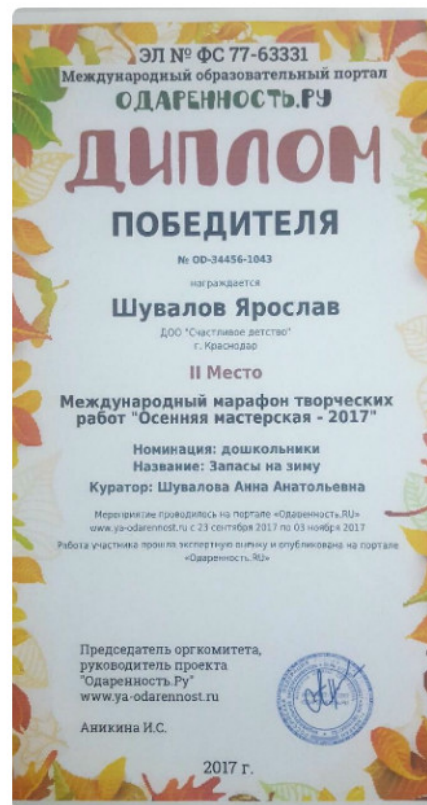 ЭЛ № ФС 77-63331
Международный образовательный портал
ОДАРЕННОСТЬ.РУ
ДИПЛОМ
ПОБЕДИТЕЛЯ
№ OD-34456-1043
награждается
Шувалов Ярослав
ДОО "Счастливое детство"
г. Краснодар
II Место
Международный марафон творческих
работ "Осенняя мастерская - 2017"
Номинация: дошкольники
Название: Запасы на зиму
Куратор: Шувалова Анна Анатольевна
Мероприятие проводилось на портале «Одаренность.RU»
www.ya-odarennost.ru с 23 сентября 2017 по 03 ноября 2017
Работа участника прошла экспертную оценку и опубликована на портале
«Одаренность.RU»
Председатель оргкомитета,
руководитель проекта
"Одаренность.Ру"
www.ya-odarennost.ru
Аникина И.С.
2017 г.